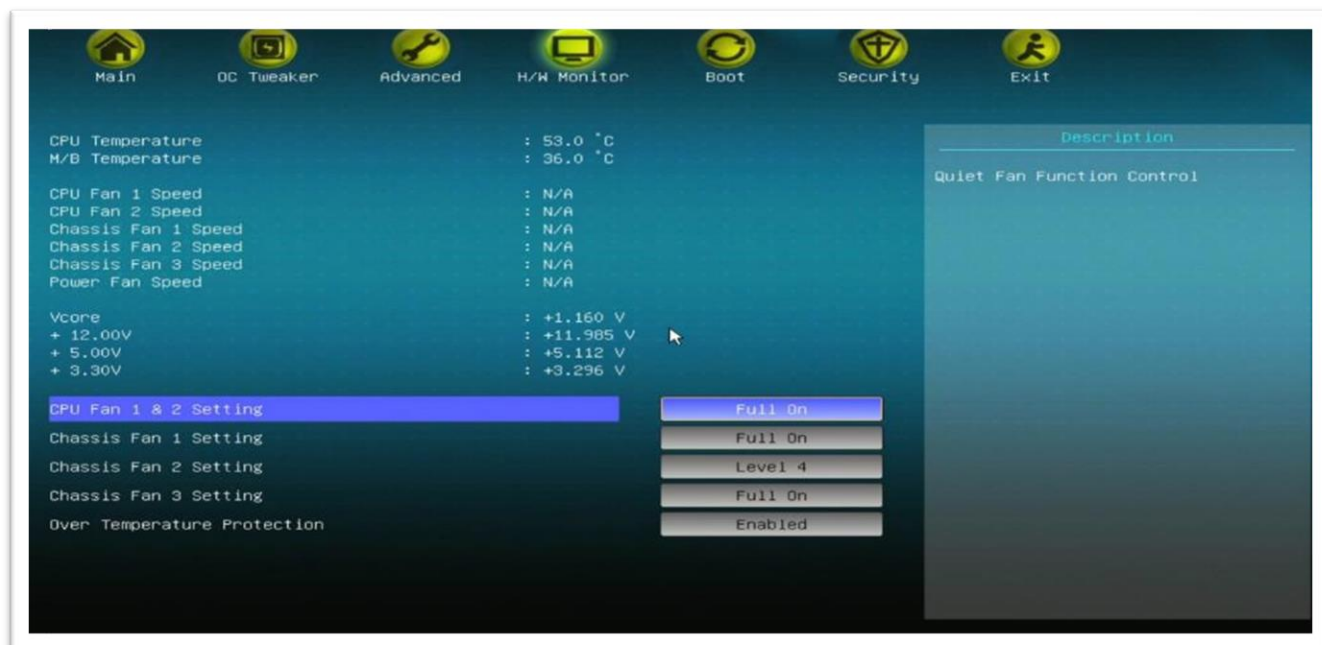 Main OC Tweaker Advanced H/W Monitor Boot Security Exit
CPU Temperature : 53.0 °C
M/B Temperature : 36.0 °C
CPU Fan 1 Speed : N/A
CPU Fan 2 Speed : N/A
Chassis Fan 1 Speed : N/A
Chassis Fan 2 Speed : N/A
Chassis Fan 3 Speed : N/A
Power Fan Speed : N/A
Vcore : +1.160 V
+ 12.00V : +11.985 V
+ 5.00V : +5.112 V
+ 3.30V : +3.296 V
CPU Fan 1 & 2 Setting Full On
Chassis Fan 1 Setting Full On
Chassis Fan 2 Setting Level 4
Chassis Fan 3 Setting Full On
Over Temperature Protection Enabled
Description
Quiet Fan Function Control